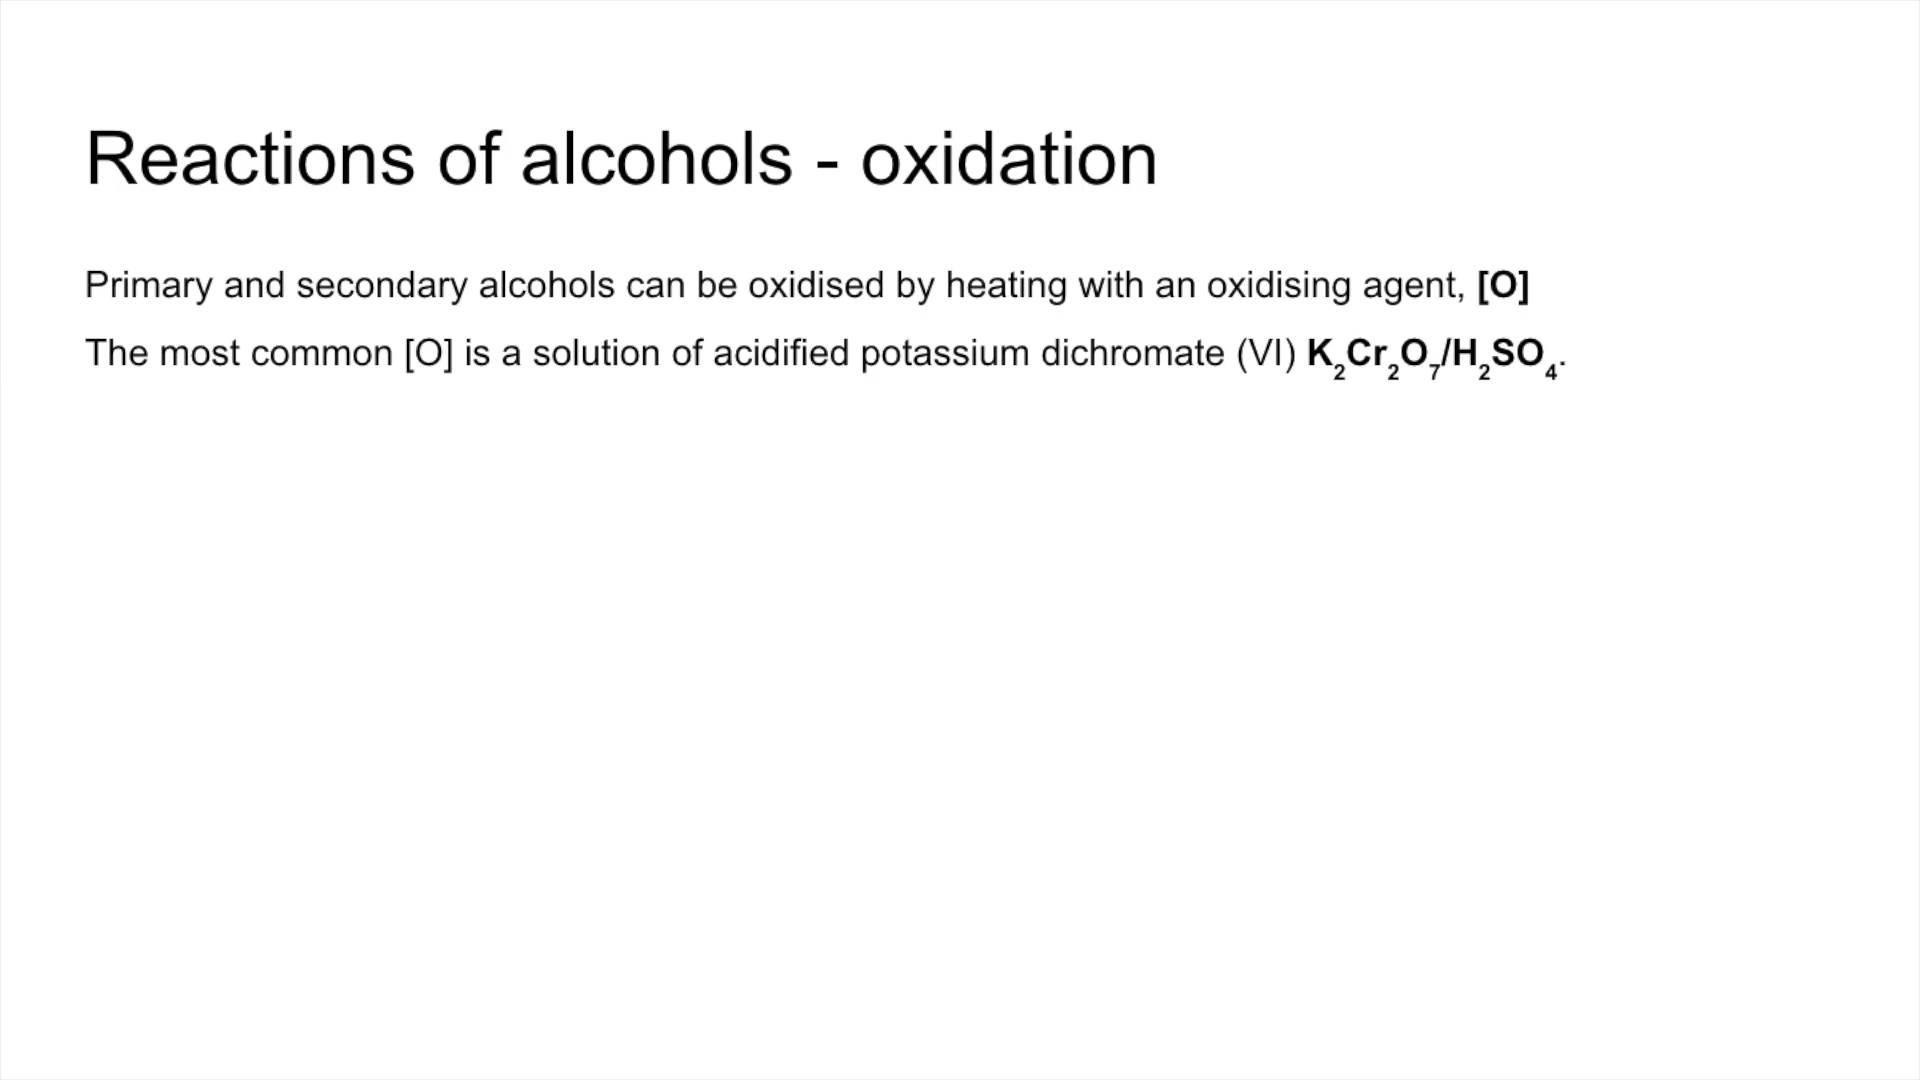 Reactions of alcohols - oxidation
Primary and secondary alcohols can be oxidised by heating with an oxidising agent, [O]
The most common [O] is a solution of acidified potassium dichromate (VI) K₂Cr₂O₇/H₂SO₄.